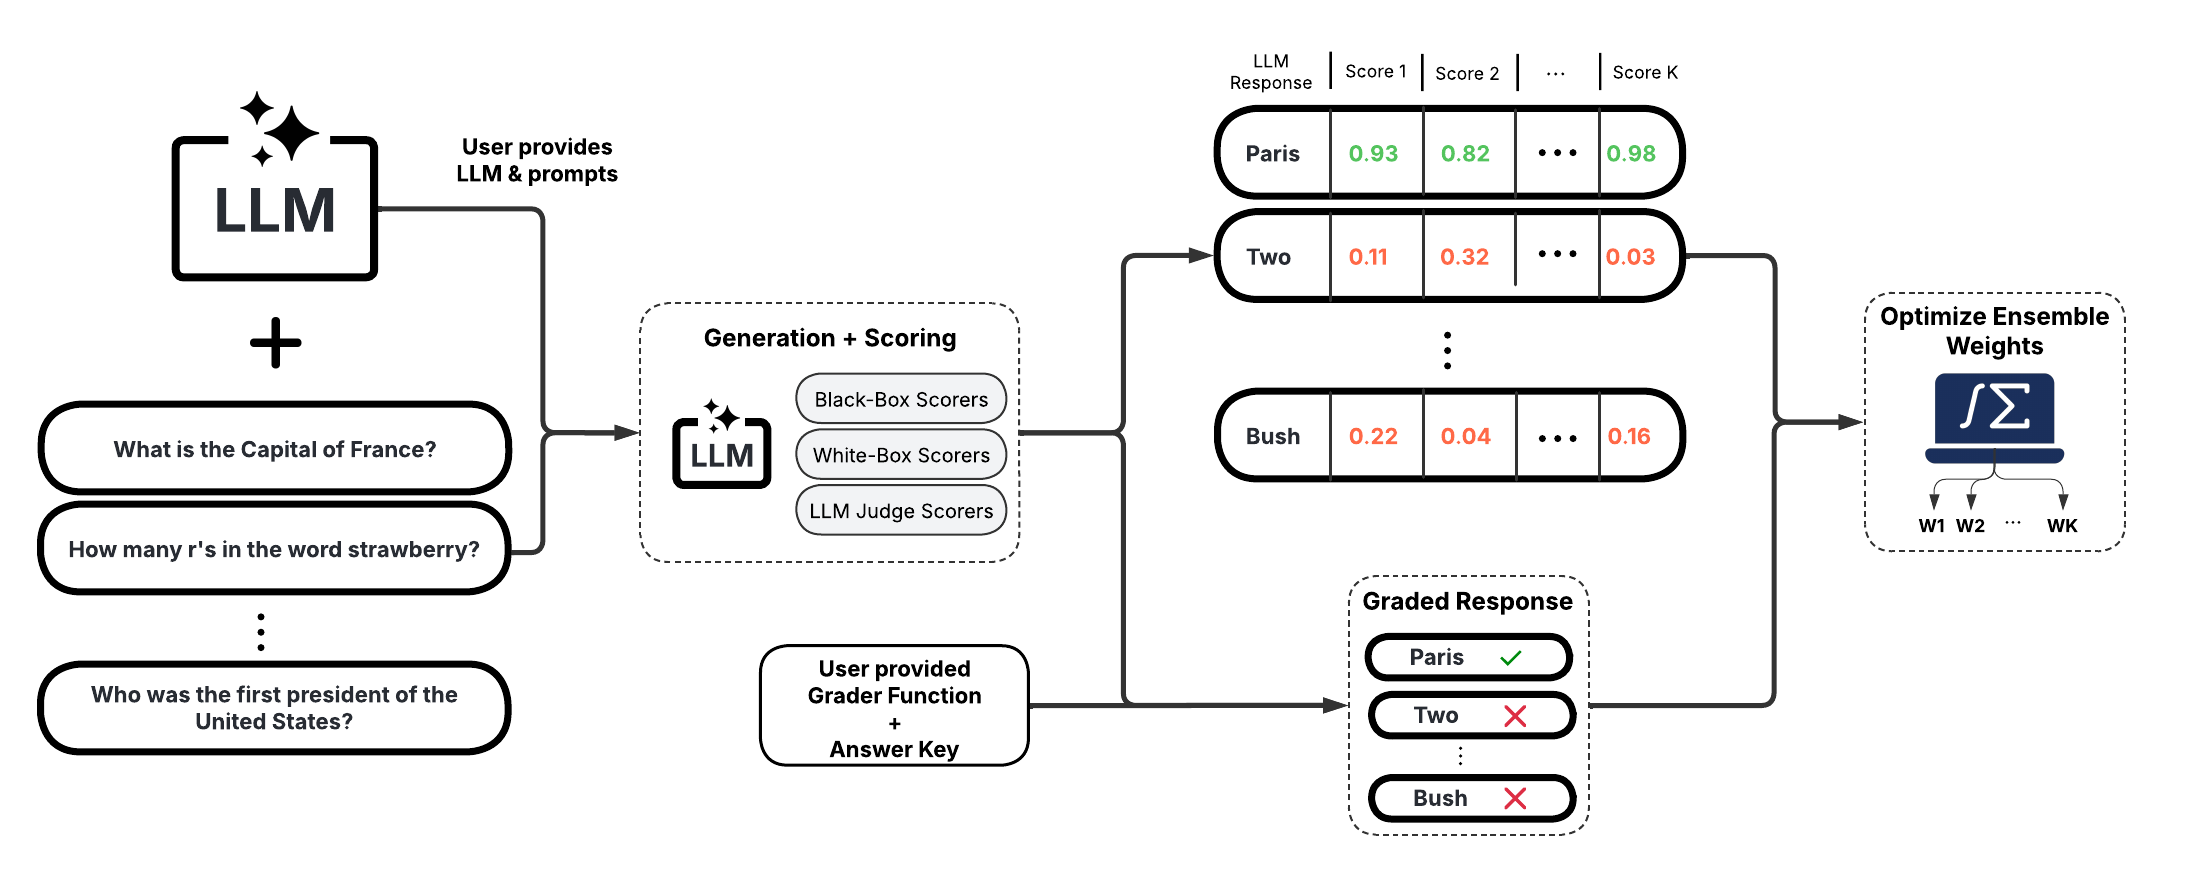 LLM
User provides
LLM & prompts
+
What is the Capital of France?
How many r's in the word strawberry?
⋮
Who was the first president of the
United States?
Generation + Scoring
LLM
Black-Box Scorers
White-Box Scorers
LLM Judge Scorers
User provided
Grader Function
+
Answer Key
LLM
Response
Score 1
Score 2
...
Score K
Paris 0.93 0.82 ••• 0.98
Two 0.11 0.32 ••• 0.03
⋮
Bush 0.22 0.04 ••• 0.16
Graded Response
Paris ✓
Two ✗
⋮
Bush ✗
Optimize Ensemble
Weights
∫Σ
W1 W2 ... WK